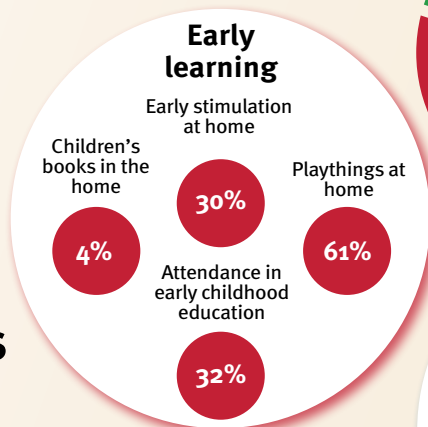 Early
learning
Early stimulation
at home
30%
Children's
books in the
home
4%
Playthings at
home
61%
Attendance in
early childhood
education
32%
s